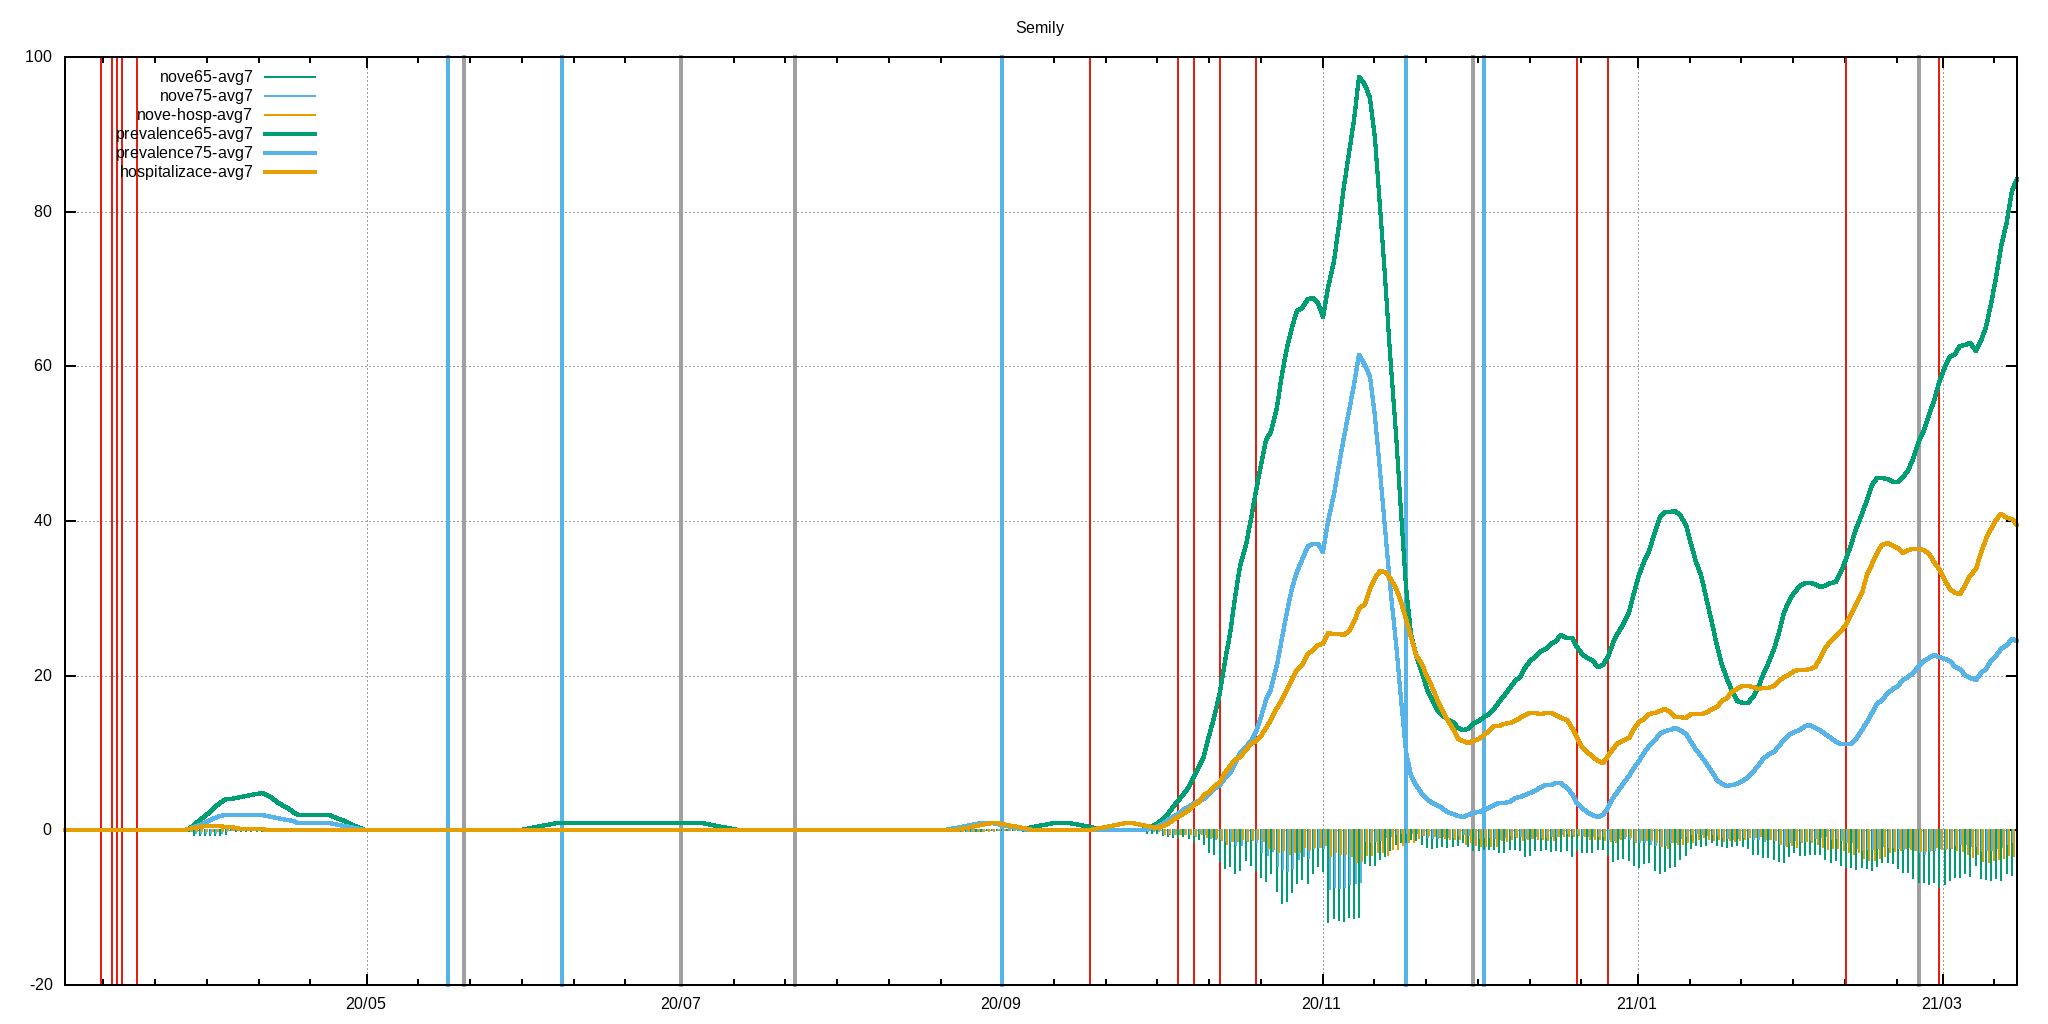 Semily
100
nove65-avg7
nove75-avg7
nove-hosp-avg7
prevalence65-avg7
prevalence75-avg7
hospitalizace-avg7
80
60
40
20
0
-20
20/05 20/07 20/09 20/11 21/01 21/03